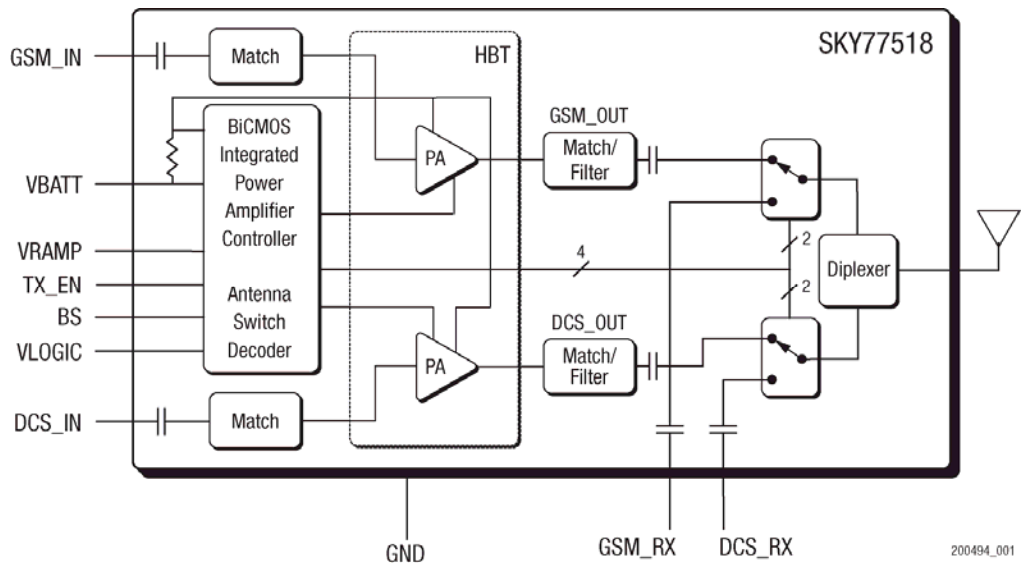 SKY77518
GSM_IN
Match
HBT
GSM_OUT
BiCMOS
Integrated
Power
Amplifier
Controller
Antenna
Switch
Decoder
PA
Match/
Filter
VBATT
VRAMP
TX_EN
BS
VLOGIC
4
2
2
Diplexer
DCS_OUT
PA
Match/
Filter
DCS_IN
Match
GND
GSM_RX
DCS_RX
200494_001